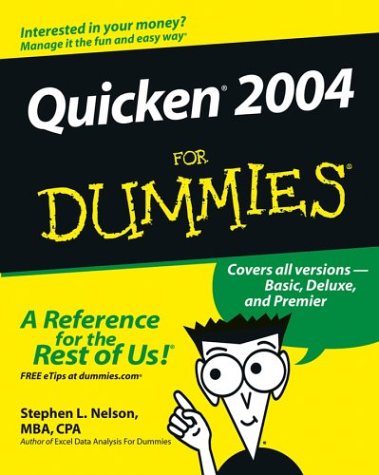 Interested in your money?
Manage it the fun and easy way®
Quicken® 2004
FOR
DUMMIES®
Covers all versions —
Basic, Deluxe,
and Premier
A Reference
for the
Rest of Us!®
FREE eTips at dummies.com®
Stephen L. Nelson,
MBA, CPA
Author of Excel Data Analysis For Dummies